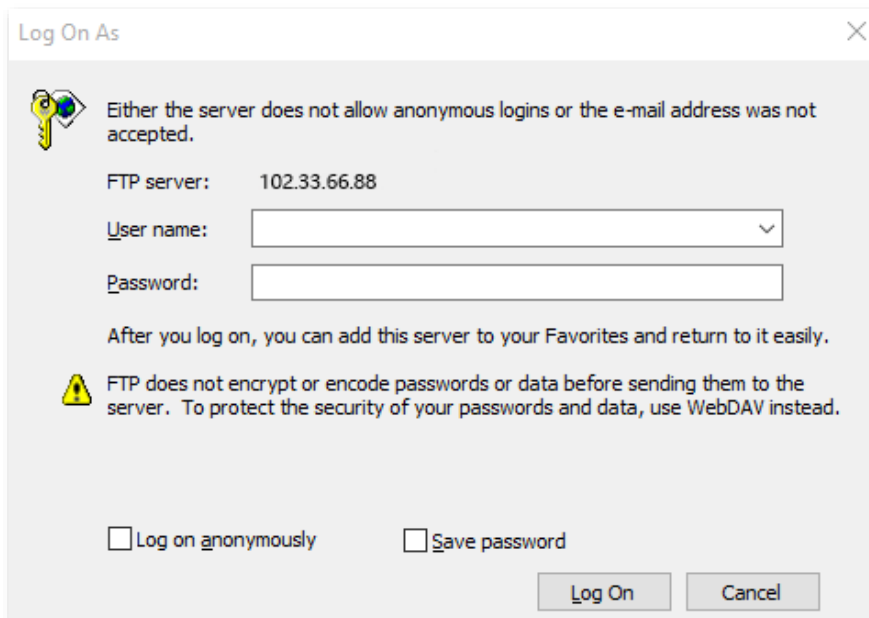 Log On As
Either the server does not allow anonymous logins or the e-mail address was not
accepted.
FTP server: 102.33.66.88
User name:
Password:
After you log on, you can add this server to your Favorites and return to it easily.
FTP does not encrypt or encode passwords or data before sending them to the
server.  To protect the security of your passwords and data, use WebDAV instead.
Log on anonymously Save password
Log On Cancel